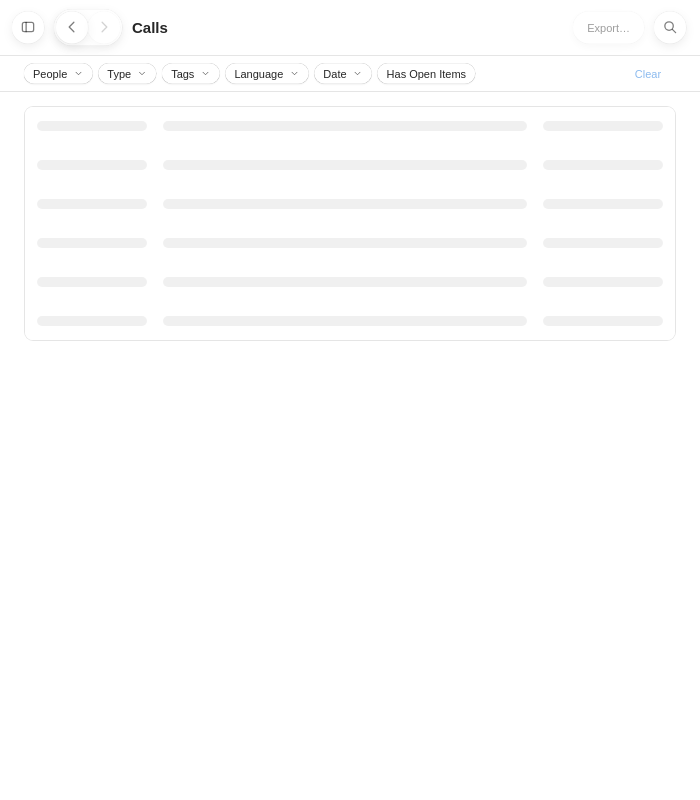 Calls
Export...
People
Type
Tags
Language
Date
Has Open Items
Clear